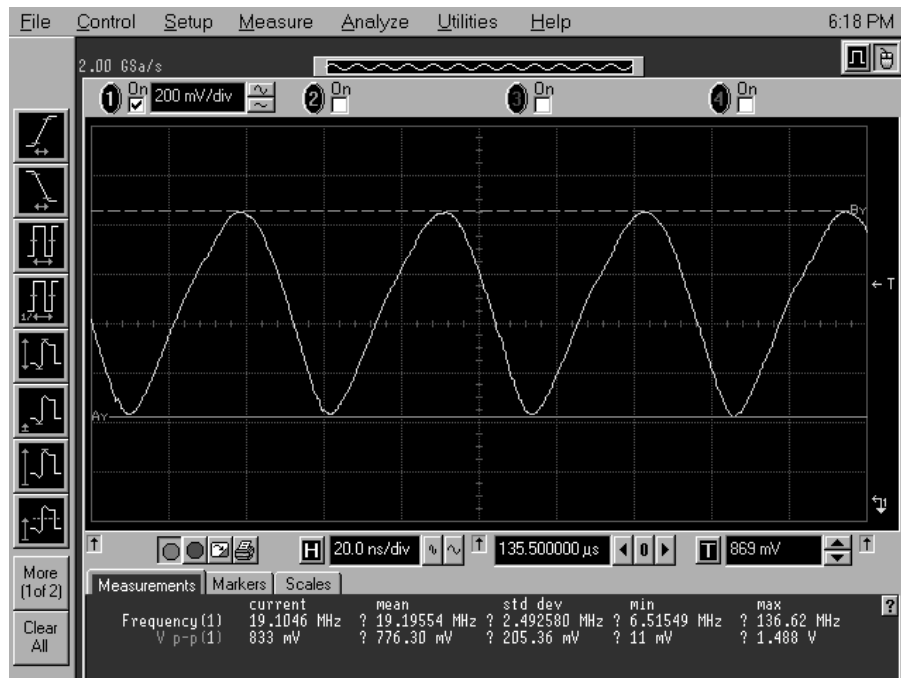 File Control Setup Measure Analyze Utilities Help 6:18 PM
2.00 GSa/s
1 On 200 mV/div 2 On 3 On 4 On
By
T
Ay
H 20.0 ns/div 135.500000 µs 0 T 869 mV
More
(1 of 2)
Clear
All
Measurements Markers Scales
current mean std dev min max
Frequency(1) 19.1046 MHz ? 19.19554 MHz ? 2.492580 MHz ? 6.51549 MHz ? 136.62 MHz
V p-p(1) 833 mV ? 776.30 mV ? 205.36 mV ? 11 mV ? 1.488 V
?